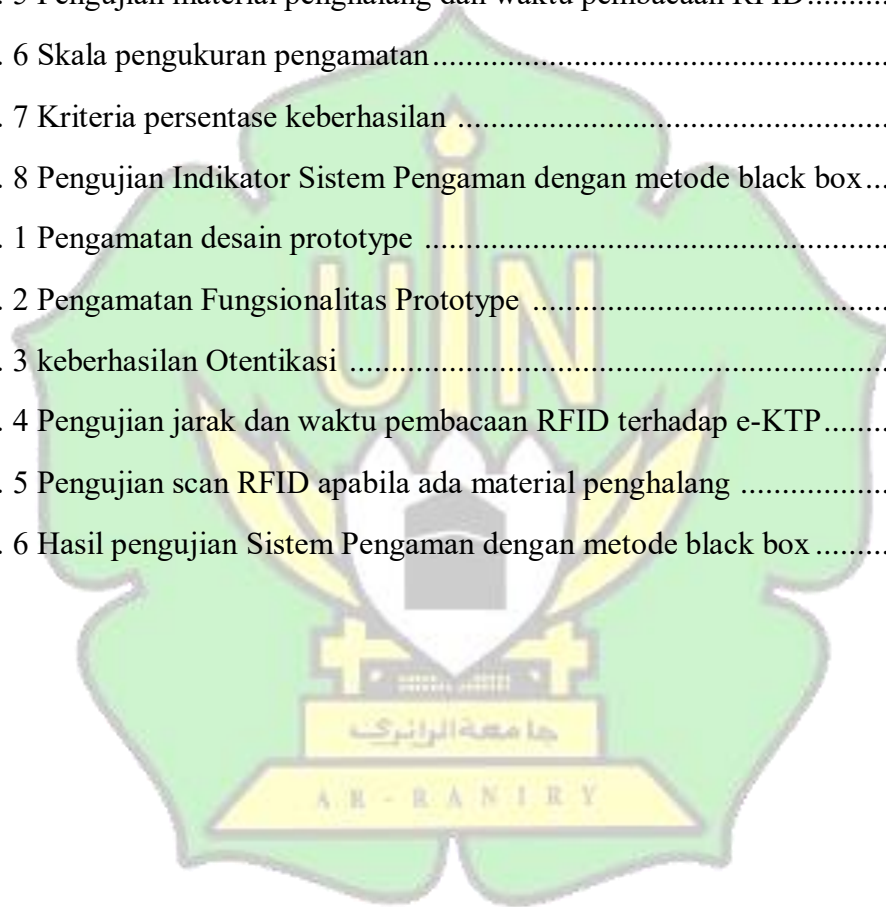 . 5 Pengujian material penghalang dan waktu pembacaan RFID..........
. 6 Skala pengukuran pengamatan..........................................................
. 7 Kriteria persentase keberhasilan .......................................................
. 8 Pengujian Indikator Sistem Pengaman dengan metode black box...
. 1 Pengamatan desain prototype ...........................................................
. 2 Pengamatan Fungsionalitas Prototype .............................................
. 3 keberhasilan Otentikasi ....................................................................
. 4 Pengujian jarak dan waktu pembacaan RFID terhadap e-KTP........
. 5 Pengujian scan RFID apabila ada material penghalang ..................
. 6 Hasil pengujian Sistem Pengaman dengan metode black box .........
UIN
جامعة الرانري
AR - RANIRY